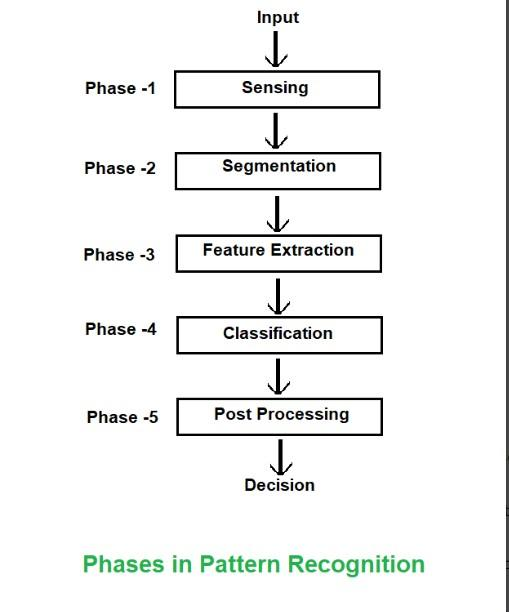 Input
Phase -1 Sensing
Phase -2 Segmentation
Phase -3 Feature Extraction
Phase -4 Classification
Phase -5 Post Processing
Decision
Phases in Pattern Recognition